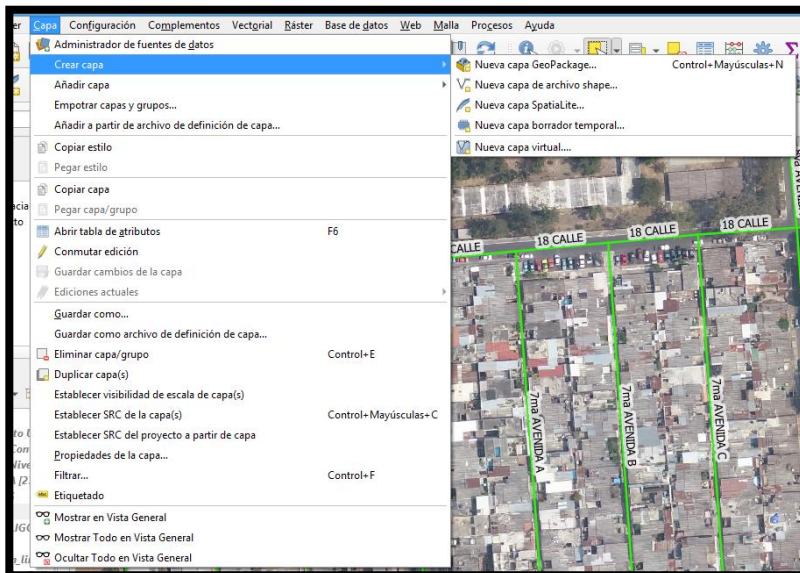 er Capa Configuración Complementos Vectorial Ráster Base de datos Web Malla Procesos Ayuda
Administrador de fuentes de datos
Crear capa
Añadir capa
Empotrar capas y grupos...
Añadir a partir de archivo de definición de capa...
Copiar estilo
Pegar estilo
Copiar capa
Pegar capa/grupo
Abrir tabla de atributos F6
Conmutar edición
Guardar cambios de la capa
Ediciones actuales
Guardar como...
Guardar como archivo de definición de capa...
Eliminar capa/grupo Control+E
Duplicar capa(s)
Establecer visibilidad de escala de capa(s)
Establecer SRC de la capa(s) Control+Mayúsculas+C
Establecer SRC del proyecto a partir de capa
Propiedades de la capa...
Filtrar... Control+F
Etiquetado
Mostrar en Vista General
Mostrar Todo en Vista General
Ocultar Todo en Vista General
Nueva capa GeoPackage... Control+Mayúsculas+N
Nueva capa de archivo shape...
Nueva capa SpatiaLite...
Nueva capa borrador temporal...
Nueva capa virtual....
CALLE
18 CALLE
18 CALLE
18 CALLE
7ma AVENIDA A
7ma AVENIDA B
7ma AVENIDA C